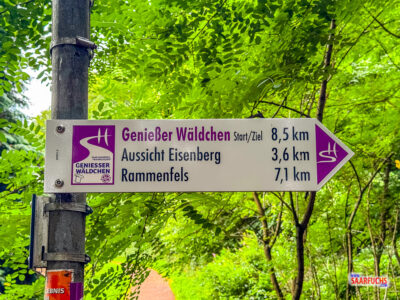 Genießer Wäldchen Start/Ziel 8,5 km
Aussicht Eisenberg 3,6 km
Rammenfels 7,1 km
GENIESSER
WÄLDCHEN
SAARFUCHS